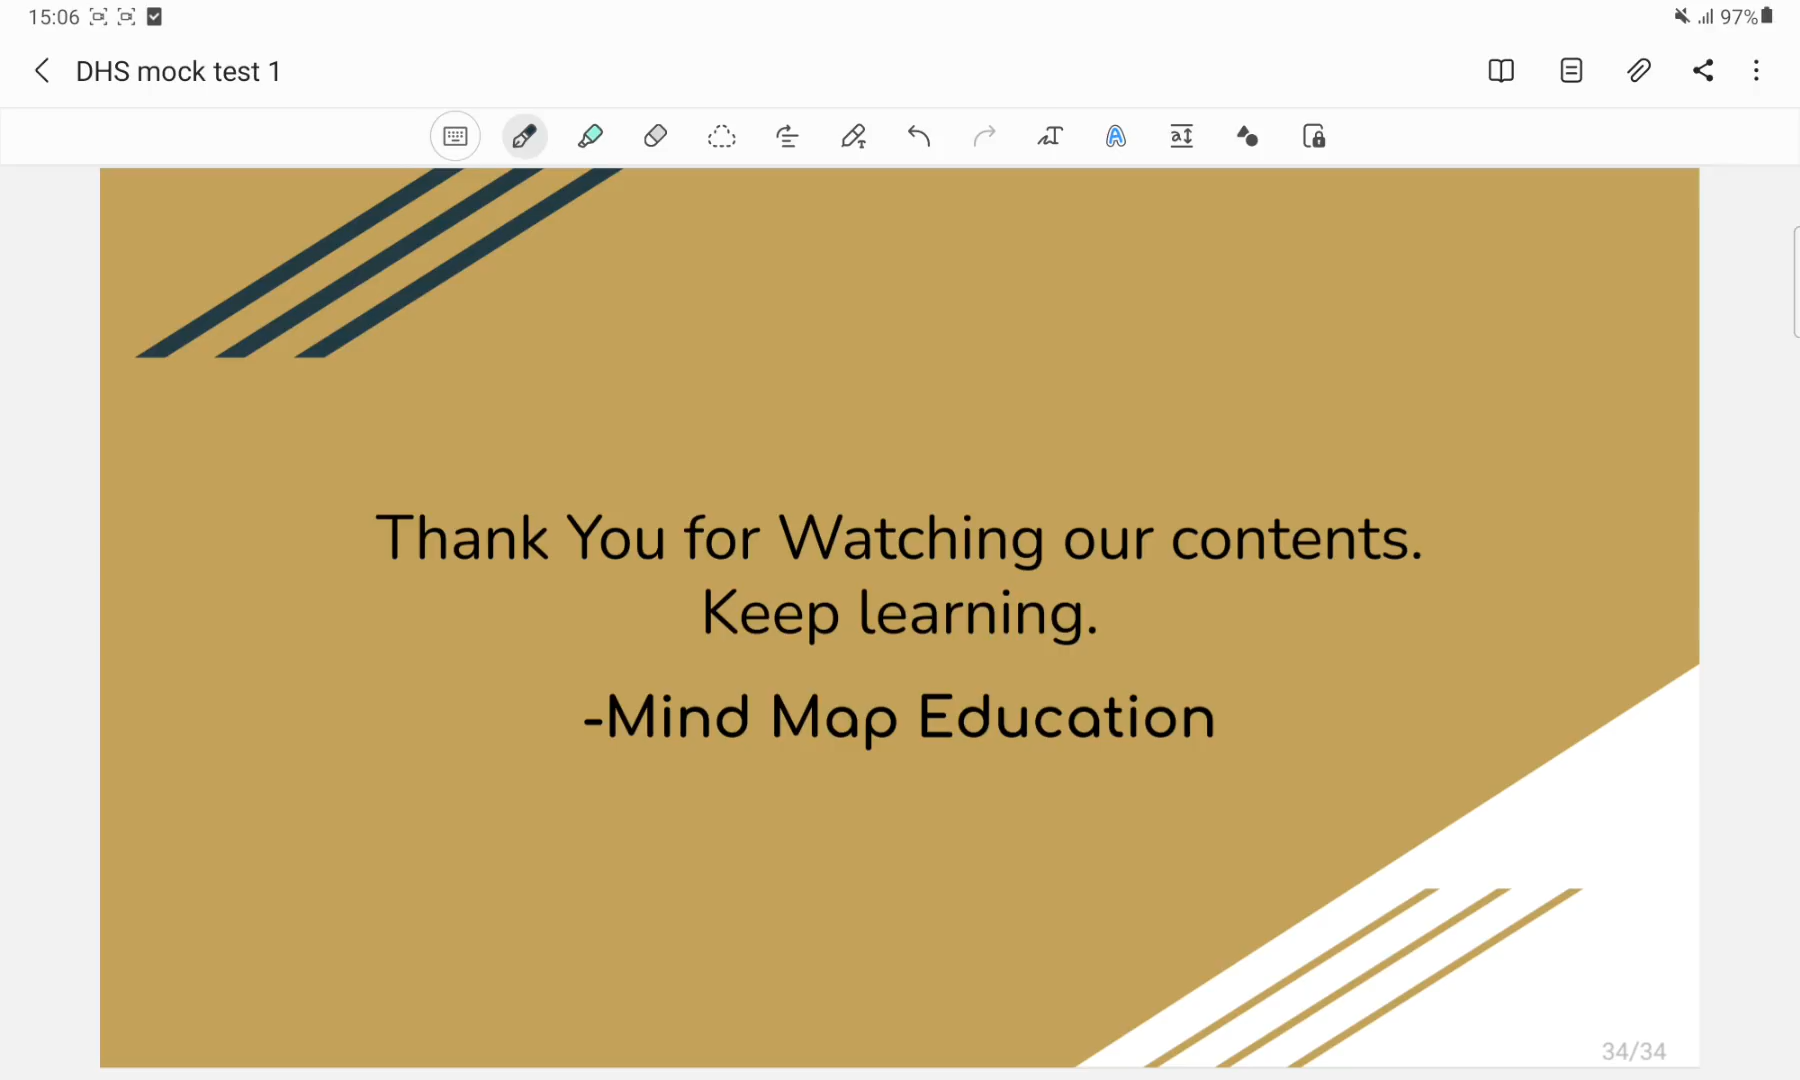 15:06
97%
DHS mock test 1
Thank You for Watching our contents.
Keep learning.
-Mind Map Education
34/34